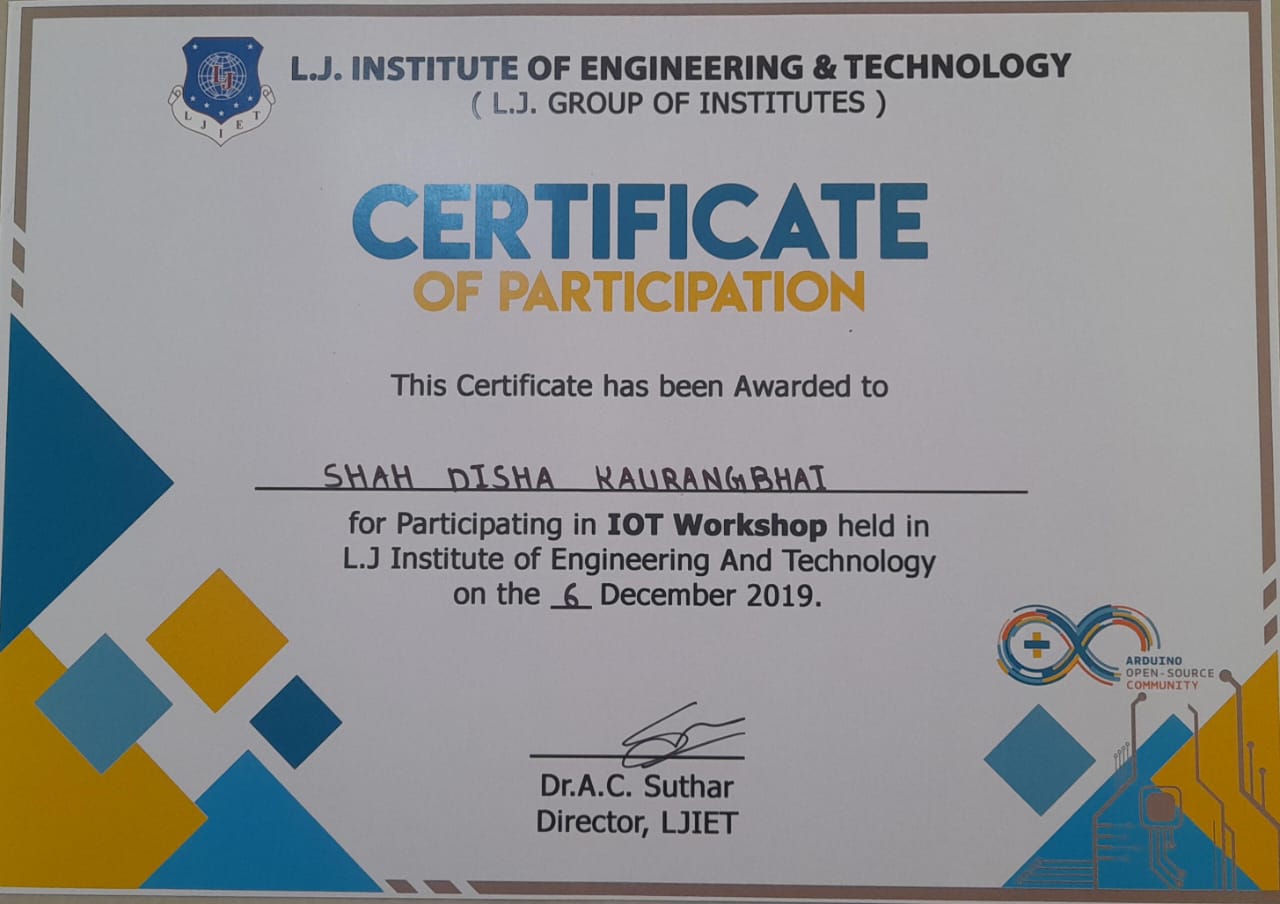 L.J. INSTITUTE OF ENGINEERING & TECHNOLOGY
( L.J. GROUP OF INSTITUTES )
LJ
L J I E T
CERTIFICATE
OF PARTICIPATION
This Certificate has been Awarded to
SHAH DISHA KAURANGBHAI
for Participating in IOT Workshop held in
L.J Institute of Engineering And Technology
on the 6 December 2019.
ARDUINO
OPEN-SOURCE
COMMUNITY
Dr.A.C. Suthar
Director, LJIET